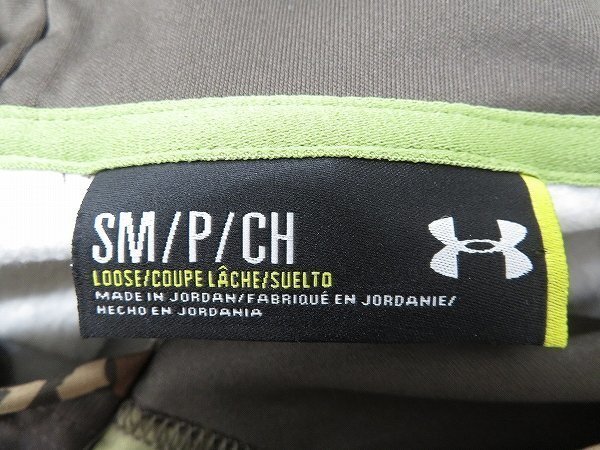 SM/P/CH
LOOSE/COUPE LÂCHE/SUELTO
MADE IN JORDAN/FABRIQUÉ EN JORDANIE/
HECHO EN JORDANIA